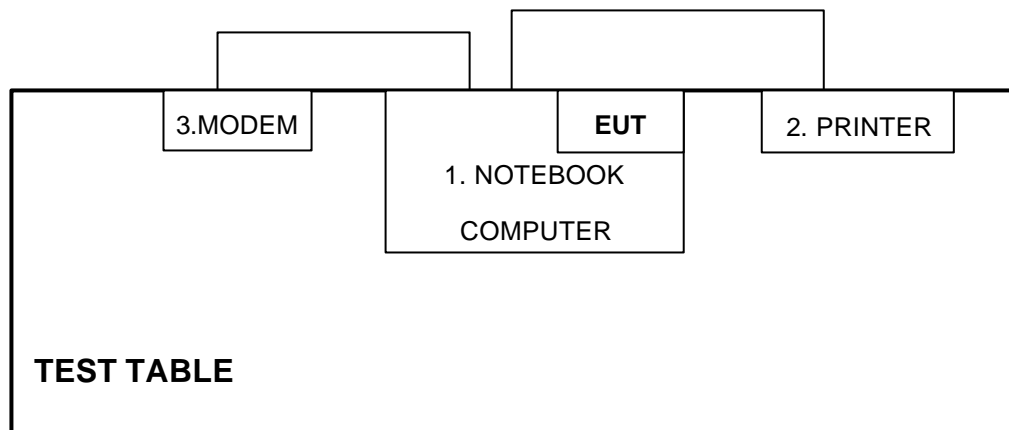 3.MODEM
EUT
2. PRINTER
1. NOTEBOOK
COMPUTER
TEST TABLE